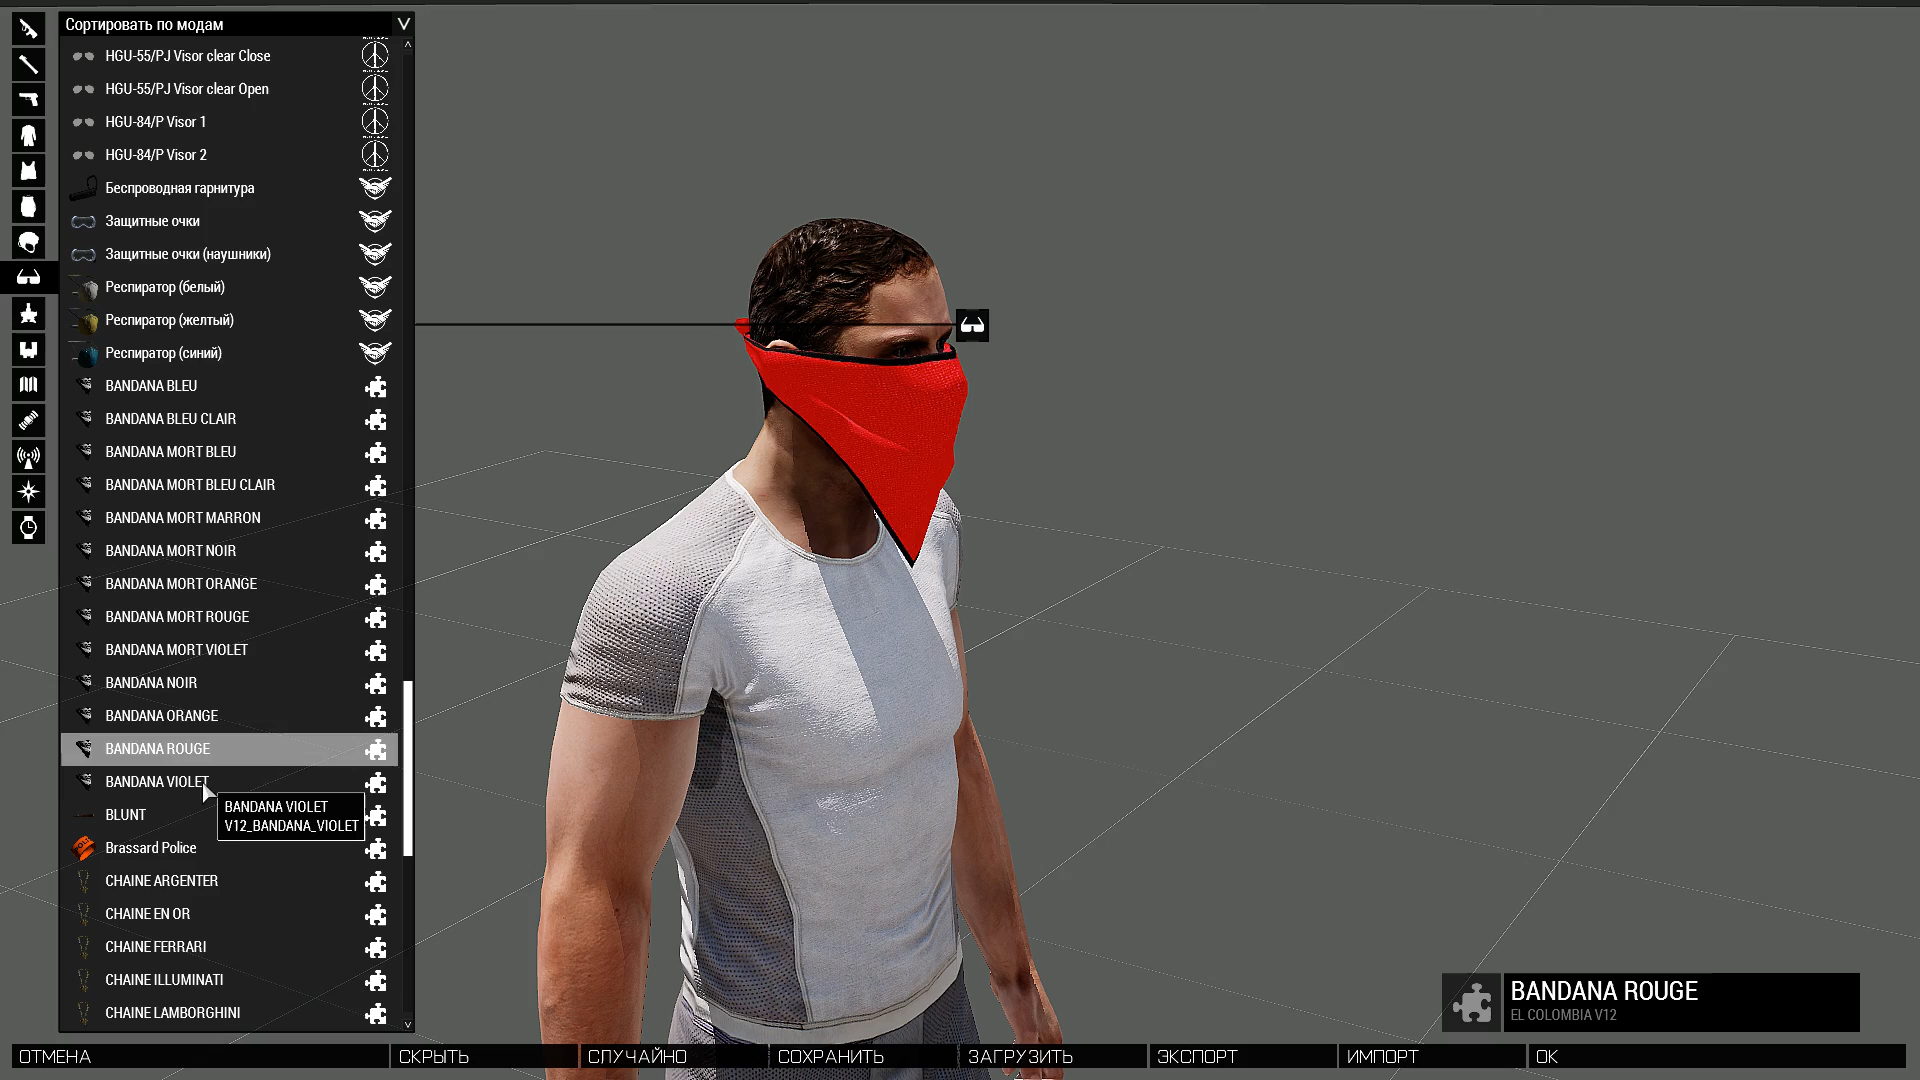 Сортировать по модам
HGU-55/PJ Visor clear Close
HGU-55/PJ Visor clear Open
HGU-84/P Visor 1
HGU-84/P Visor 2
Беспроводная гарнитура
Защитные очки
Защитные очки (наушники)
Респиратор (белый)
Респиратор (желтый)
Респиратор (синий)
BANDANA BLEU
BANDANA BLEU CLAIR
BANDANA MORT BLEU
BANDANA MORT BLEU CLAIR
BANDANA MORT MARRON
BANDANA MORT NOIR
BANDANA MORT ORANGE
BANDANA MORT ROUGE
BANDANA MORT VIOLET
BANDANA NOIR
BANDANA ORANGE
BANDANA ROUGE
BANDANA VIOLET
BANDANA VIOLET
V12_BANDANA_VIOLET
BLUNT
Brassard Police
CHAINE ARGENTER
CHAINE EN OR
CHAINE FERRARI
CHAINE ILLUMINATI
CHAINE LAMBORGHINI
BANDANA ROUGE
EL COLOMBIA V12
ОТМЕНА
СКРЫТЬ
СЛУЧАЙНО
СОХРАНИТЬ
ЗАГРУЗИТЬ
ЭКСПОРТ
ИМПОРТ
OK